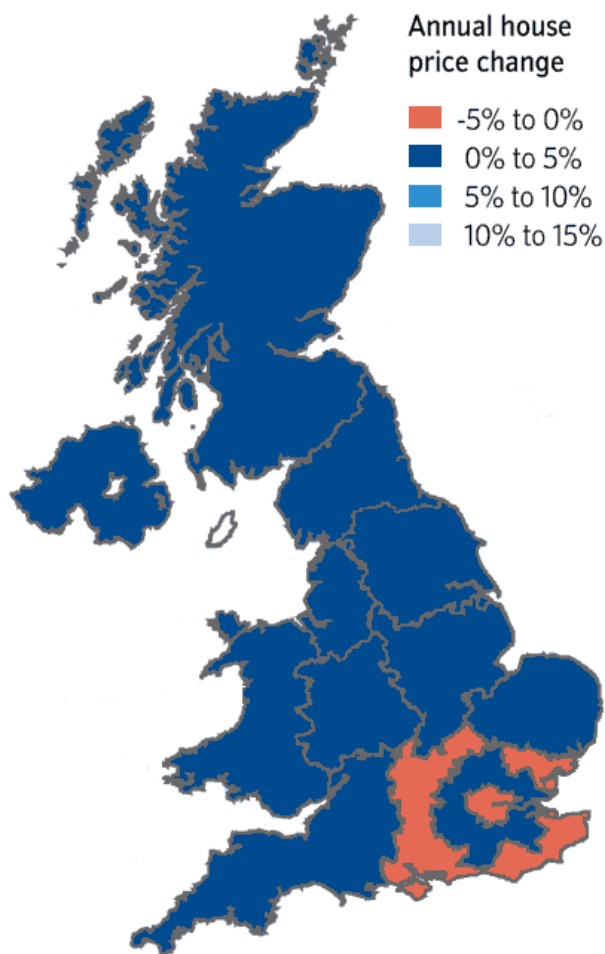 Annual house
price change
-5% to 0%
0% to 5%
5% to 10%
10% to 15%